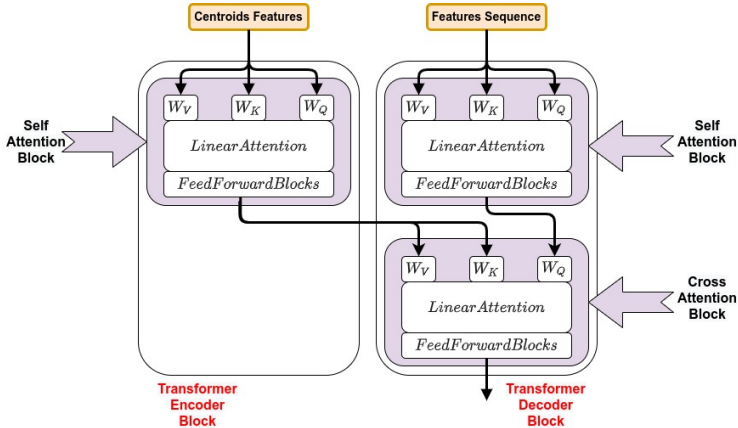 Centroids Features
Features Sequence
W_V W_K W_Q
W_V W_K W_Q
Self
Attention
Block
LinearAttention
LinearAttention
Self
Attention
Block
FeedForwardBlocks
FeedForwardBlocks
W_V W_K W_Q
LinearAttention
Cross
Attention
Block
FeedForwardBlocks
Transformer
Encoder
Block
Transformer
Decoder
Block